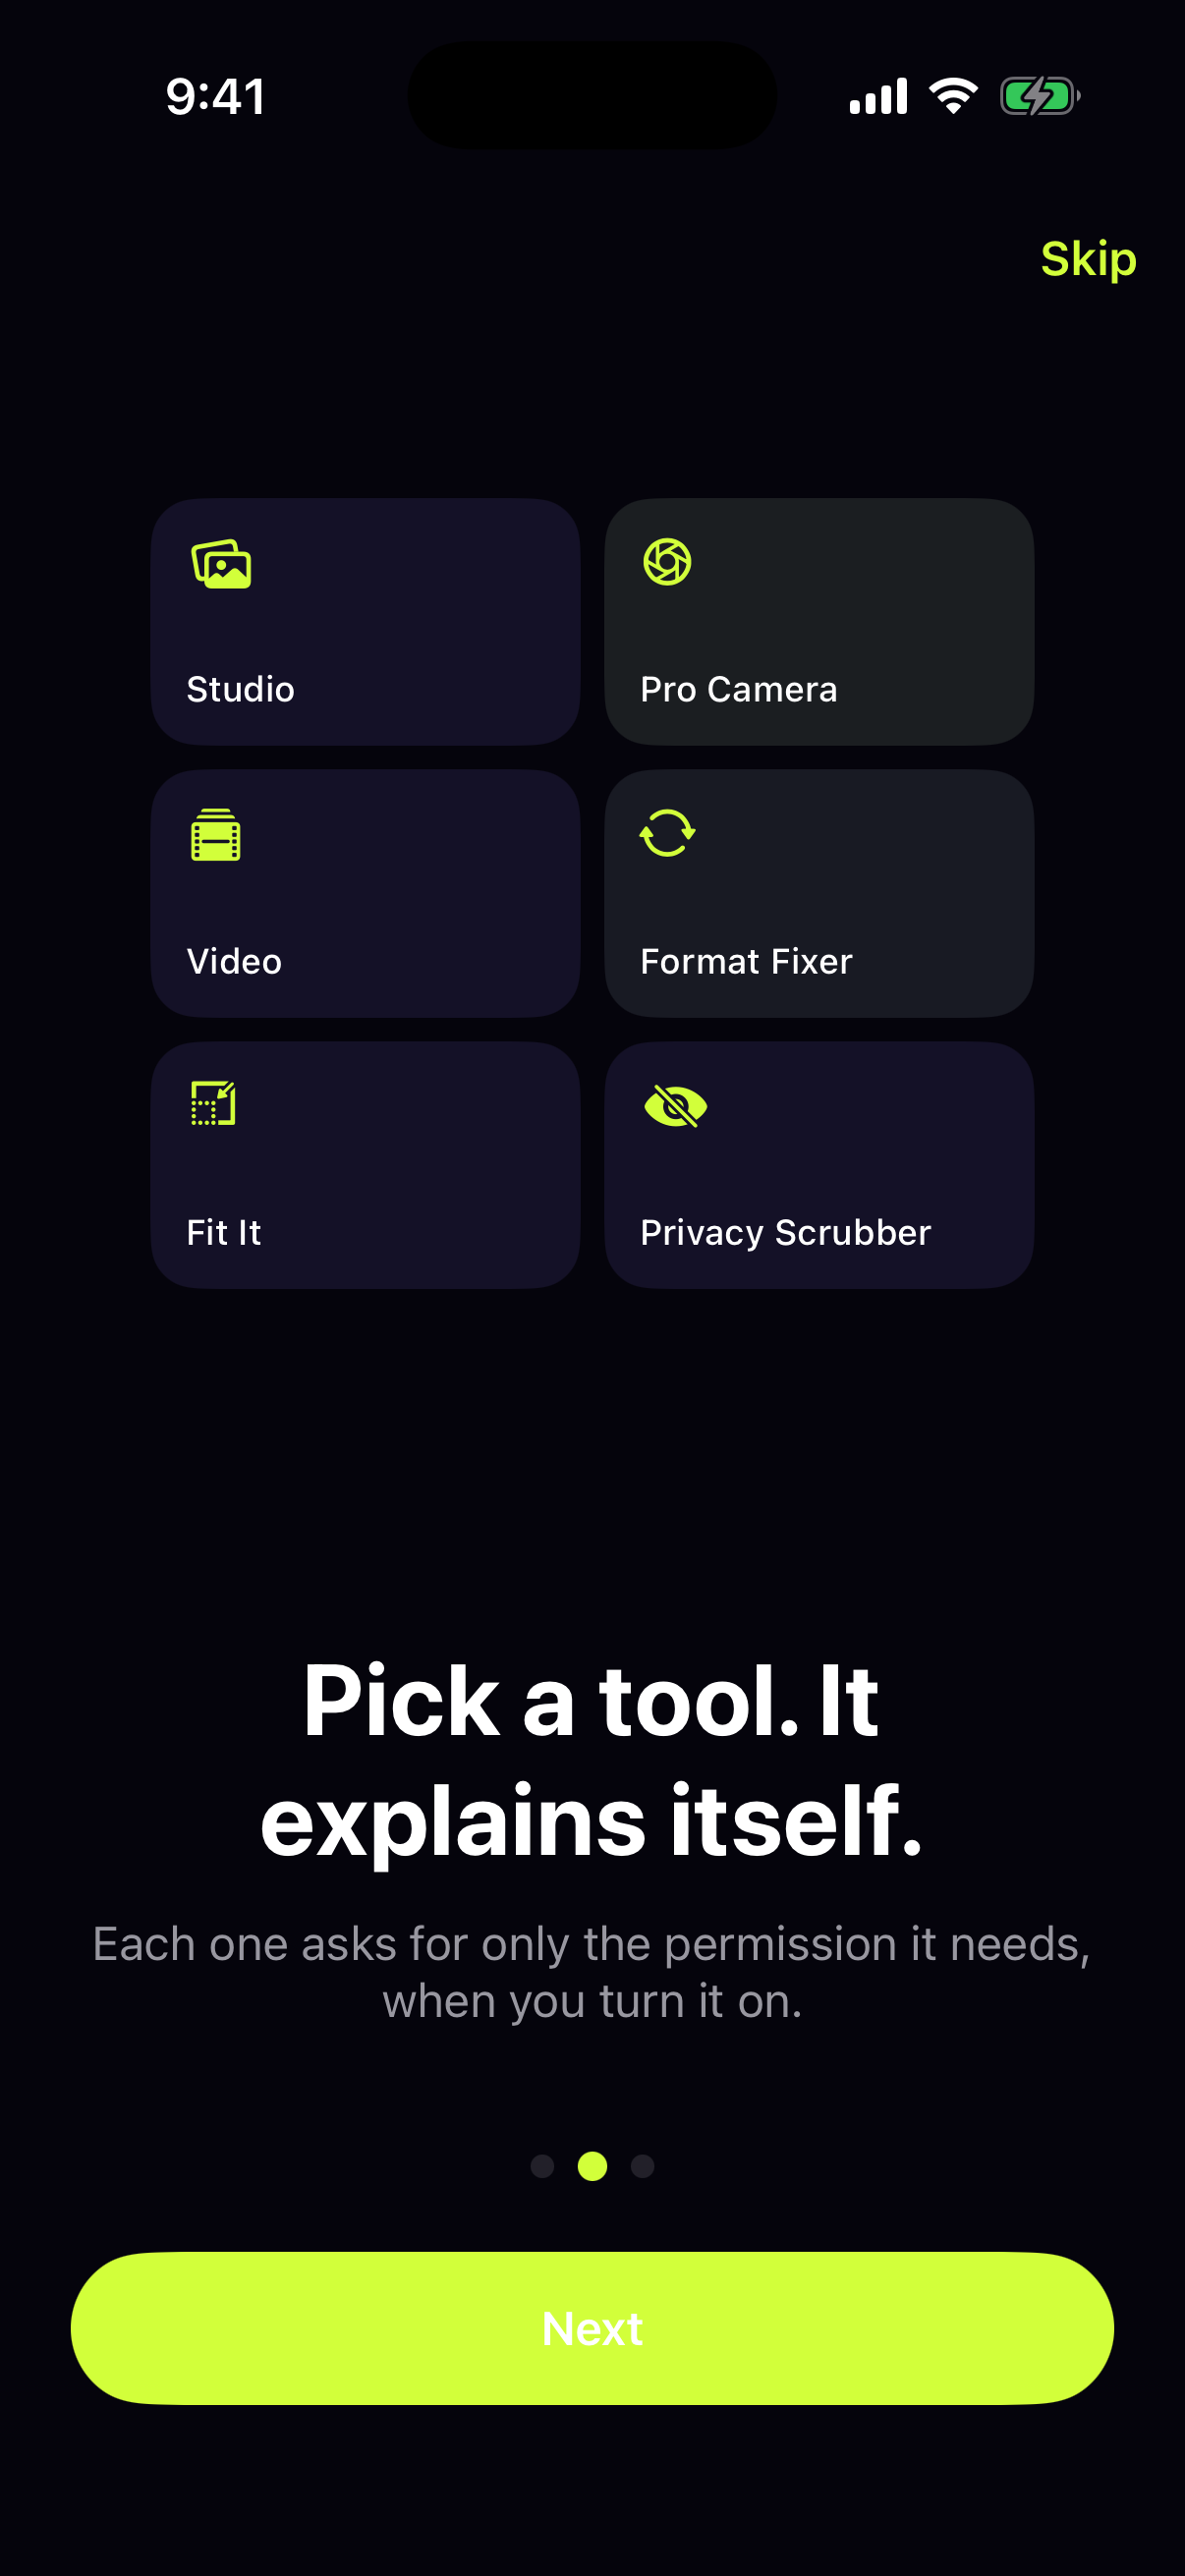 9:41
Skip
Studio
Pro Camera
Video
Format Fixer
Fit It
Privacy Scrubber
Pick a tool. It
explains itself.
Each one asks for only the permission it needs,
when you turn it on.
Next